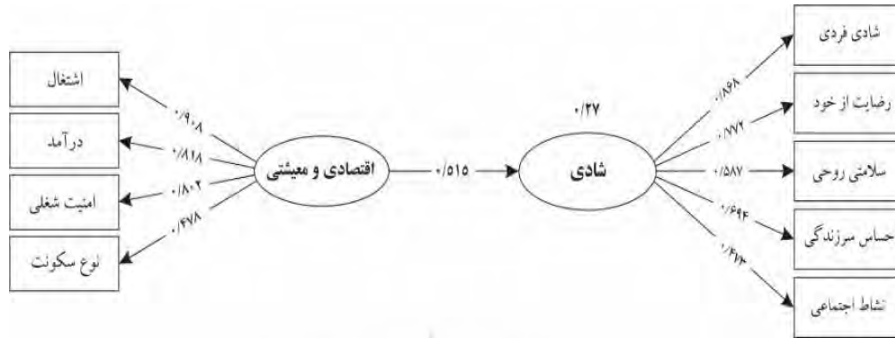 شادی فردی
اشتغال
۰/۲۷
۰/۸۶۸
رضایت از خود
۰/۹۰۸
درآمد
۰/۷۷۲
۰/۸۱۸
اقتصادی و معیشتی
۰/۵۱۵
شادی
۰/۵۸۷
سلامتی روحی
امنیت شغلی
۰/۸۰۲
۰/۶۹۴
حساس سرزندگی
۰/۴۷۸
نوع سکونت
۰/۴۷۳
نشاط اجتماعی